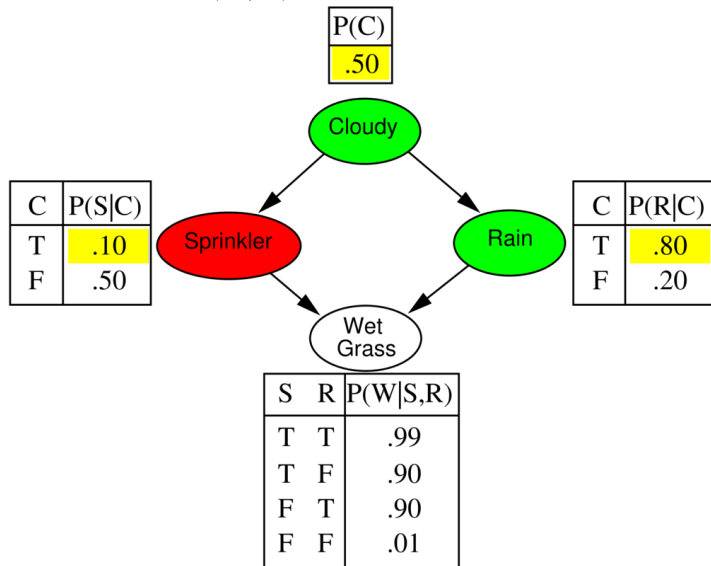 P(C)
.50
Cloudy
C P(S|C)
T .10
F .50
Sprinkler
Rain
C P(R|C)
T .80
F .20
Wet
Grass
S R P(W|S,R)
T T .99
T F .90
F T .90
F F .01